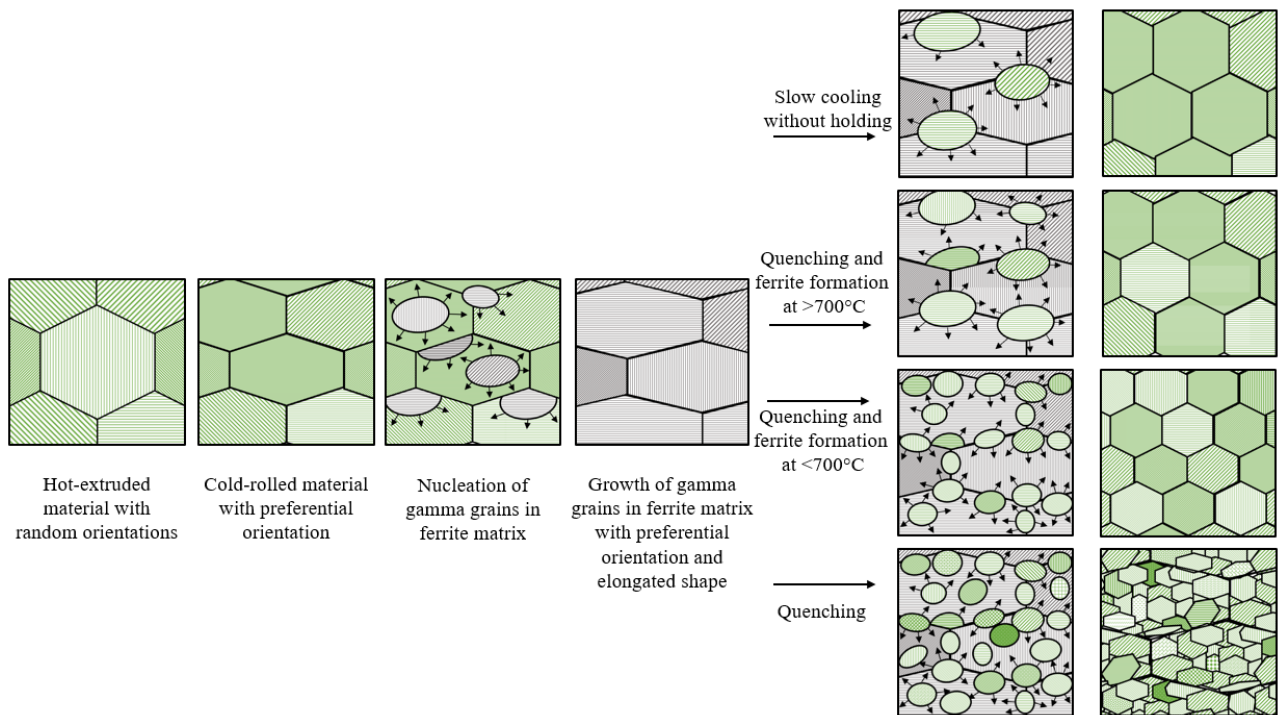 Hot-extruded
material with
random orientations
Cold-rolled material
with preferential
orientation
Nucleation of
gamma grains in
ferrite matrix
Growth of gamma
grains in ferrite matrix
with preferential
orientation and
elongated shape
Slow cooling
without holding
Quenching and
ferrite formation
at >700°C
Quenching and
ferrite formation
at <700°C
Quenching